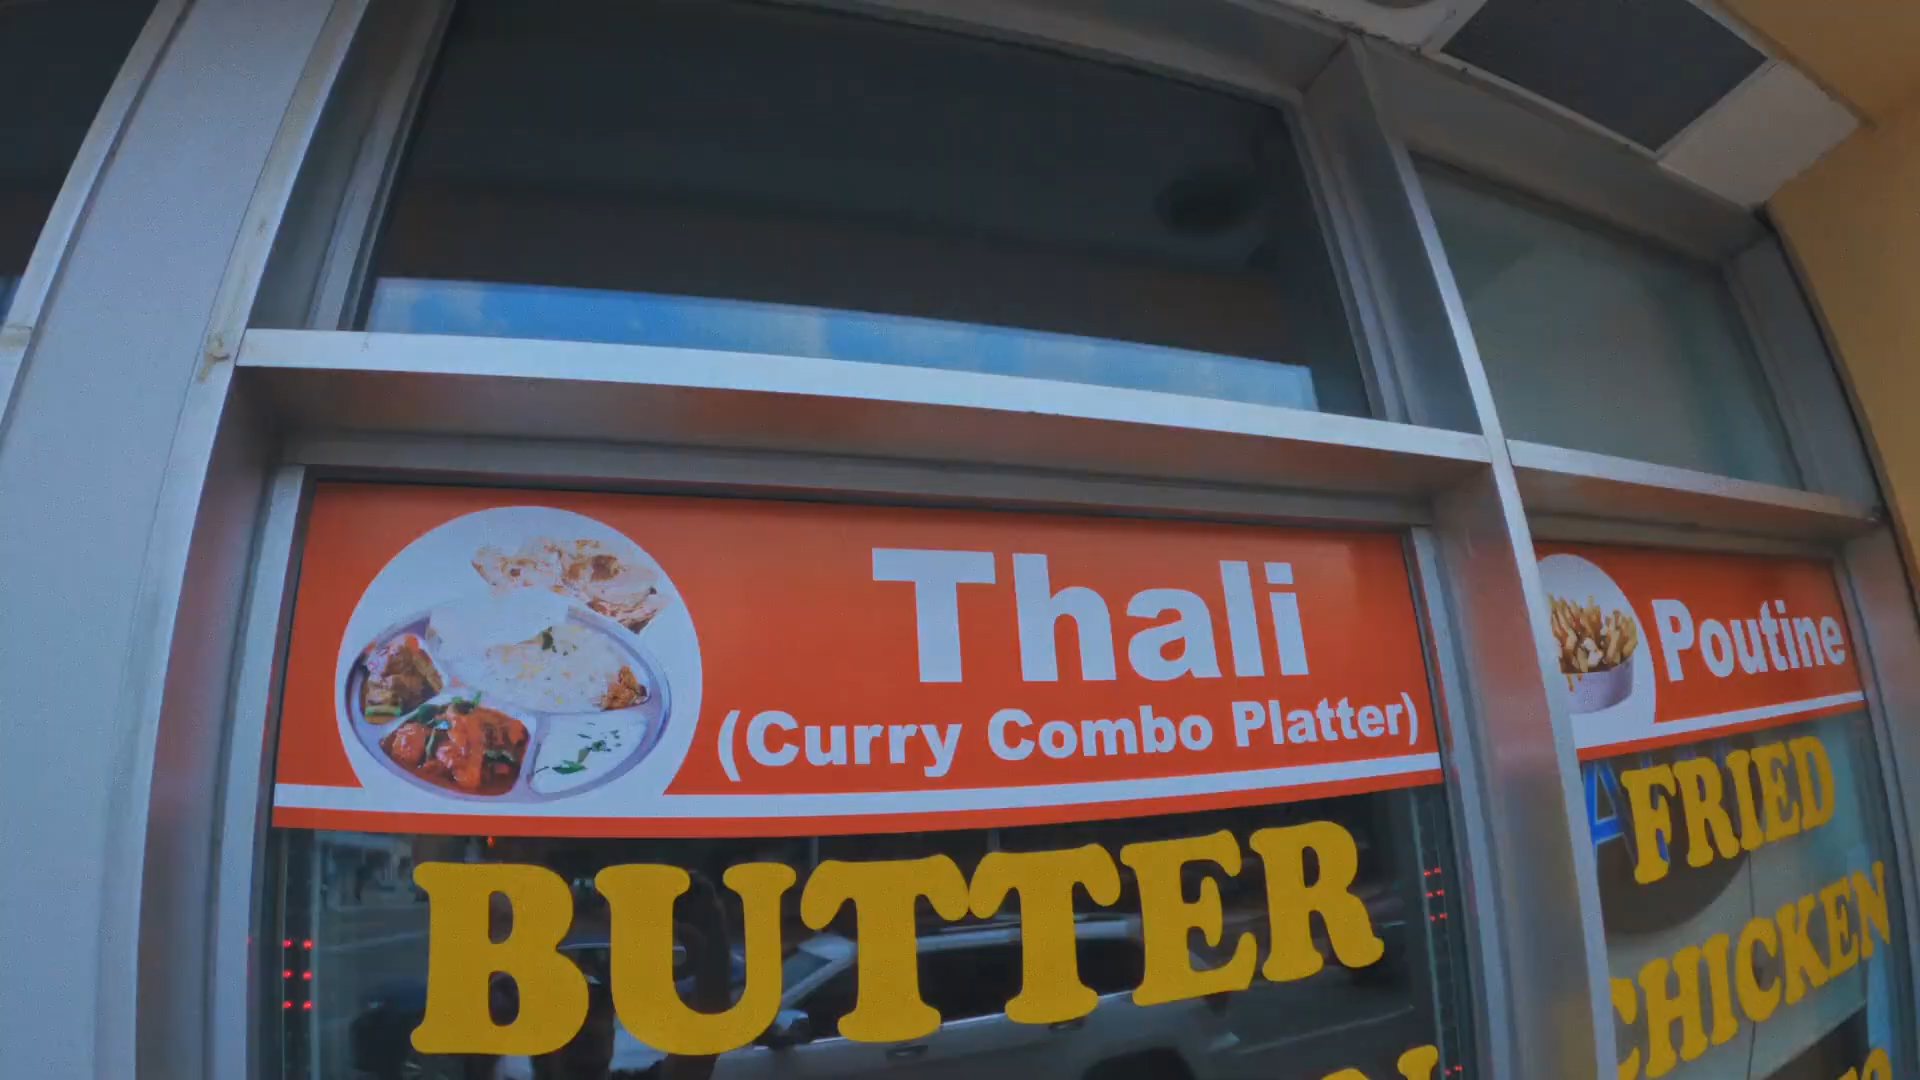 Thali
(Curry Combo Platter)
BUTTER
Poutine
FRIED
CHICKEN